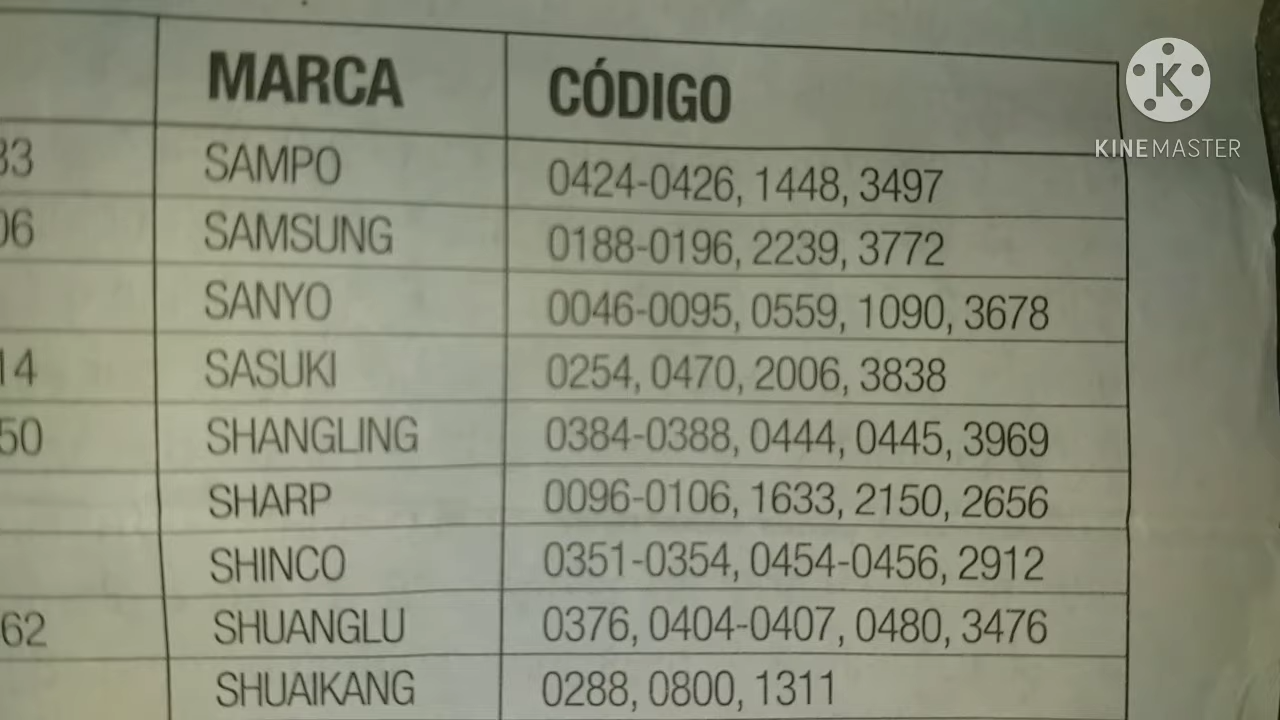 MARCA CÓDIGO
KINEMASTER
33 SAMPO 0424-0426, 1448, 3497
06 SAMSUNG 0188-0196, 2239, 3772
SANYO 0046-0095, 0559, 1090, 3678
14 SASUKI 0254, 0470, 2006, 3838
50 SHANGLING 0384-0388, 0444, 0445, 3969
SHARP 0096-0106, 1633, 2150, 2656
SHINCO 0351-0354, 0454-0456, 2912
62 SHUANGLU 0376, 0404-0407, 0480, 3476
SHUAIKANG 0288, 0800, 1311